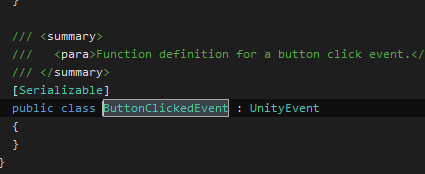 }
/// <summary>
///   <para>Function definition for a button click event.</
/// </summary>
[Serializable]
public class ButtonClickedEvent : UnityEvent
{
}
}